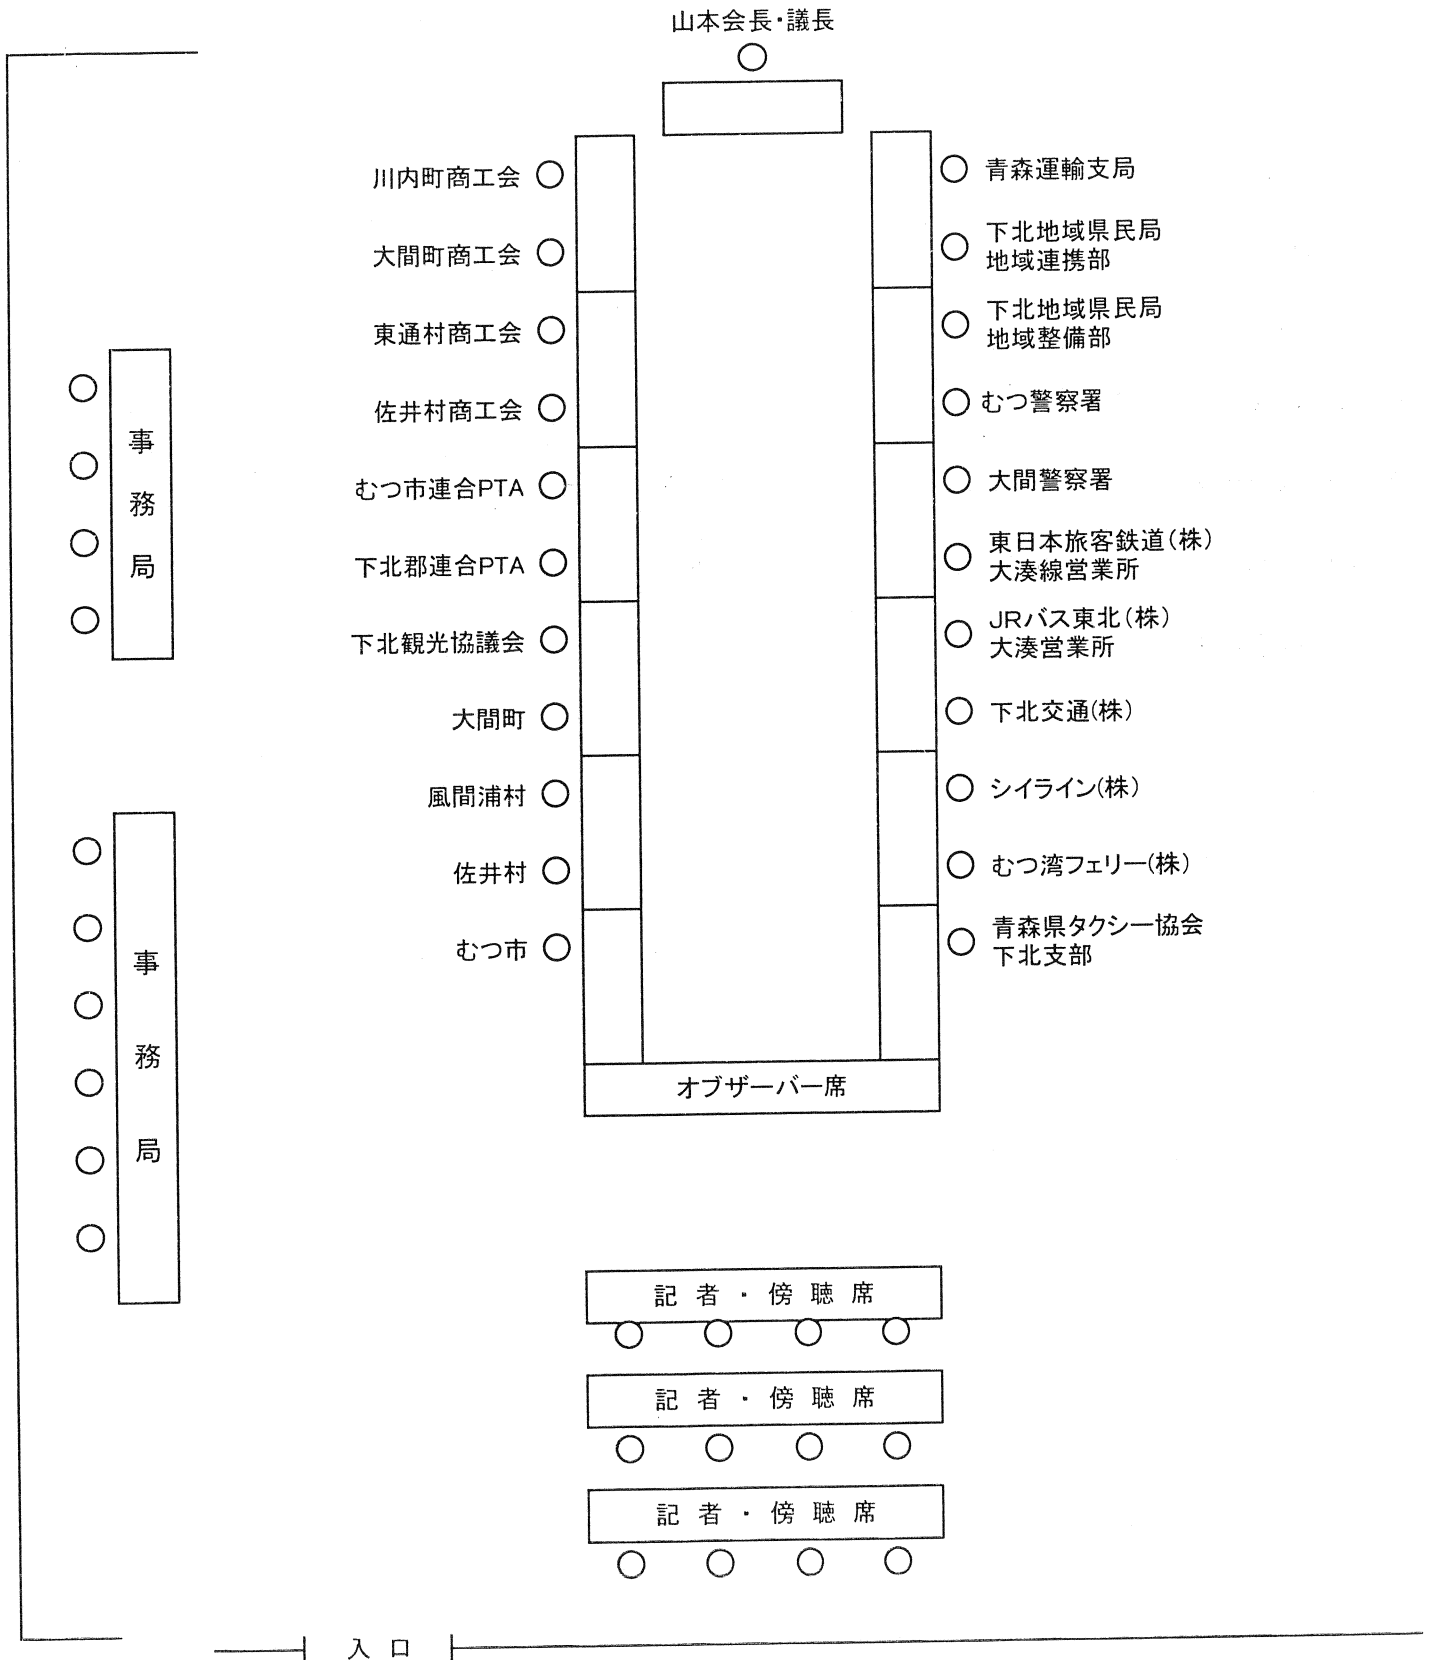 山本会長・議長
川内町商工会
大間町商工会
東通村商工会
佐井村商工会
むつ市連合PTA
下北郡連合PTA
下北観光協議会
大間町
風間浦村
佐井村
むつ市
青森運輸支局
下北地域県民局
地域連携部
下北地域県民局
地域整備部
むつ警察署
大間警察署
東日本旅客鉄道(株)
大湊線営業所
JRバス東北(株)
大湊営業所
下北交通(株)
シイライン(株)
むつ湾フェリー(株)
青森県タクシー協会
下北支部
事務局
事務局
オブザーバー席
記者・傍聴席
記者・傍聴席
記者・傍聴席
入口